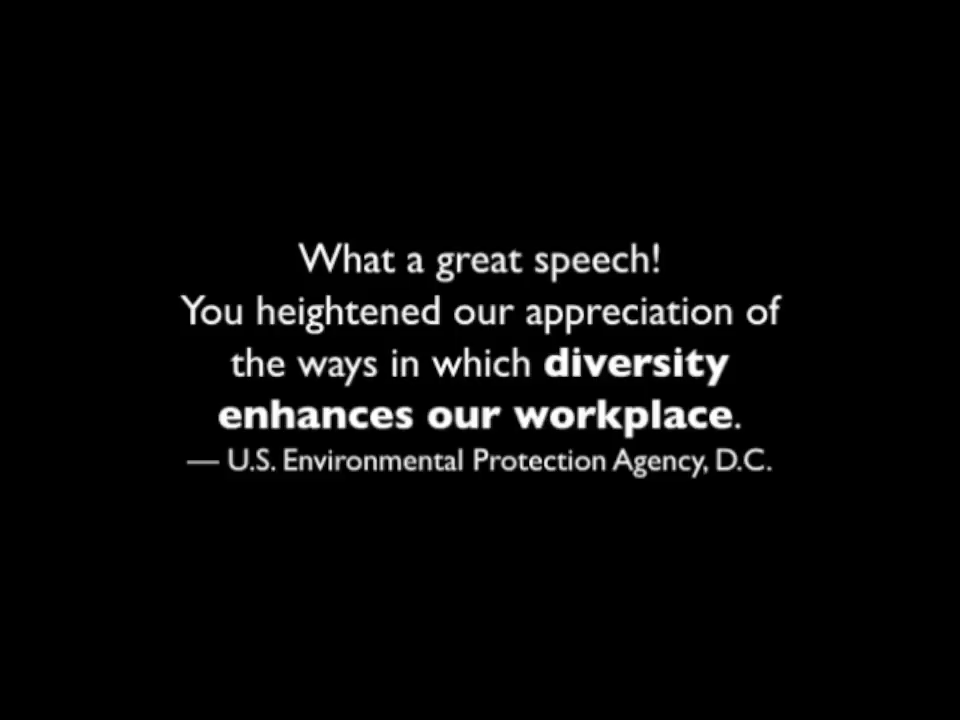 What a great speech!
You heightened our appreciation of
the ways in which diversity
enhances our workplace.
— U.S. Environmental Protection Agency, D.C.